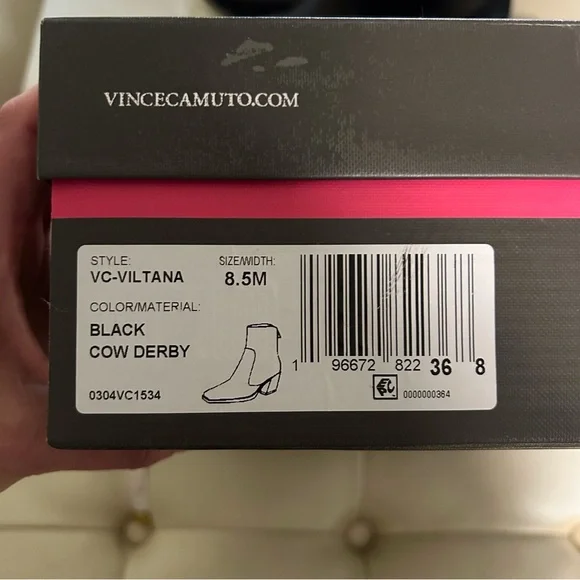 VINCECAMUTO.COM
STYLE: SIZE/WIDTH:
VC-VILTANA 8.5M
COLOR/MATERIAL:
BLACK
COW DERBY
0304VC1534
1 96672 822 36 8
0000000364